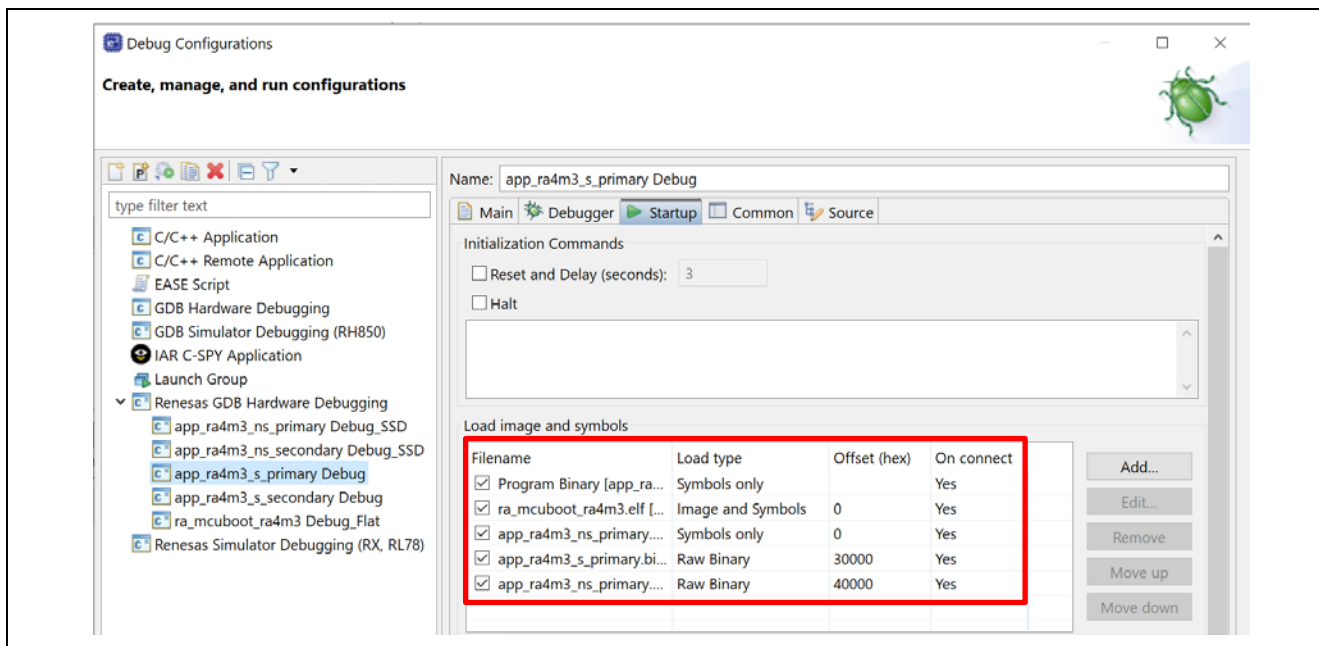 Debug Configurations
Create, manage, and run configurations
type filter text
C/C++ Application
C/C++ Remote Application
EASE Script
GDB Hardware Debugging
GDB Simulator Debugging (RH850)
IAR C-SPY Application
Launch Group
Renesas GDB Hardware Debugging
app_ra4m3_ns_primary Debug_SSD
app_ra4m3_ns_secondary Debug_SSD
app_ra4m3_s_primary Debug
app_ra4m3_s_secondary Debug
ra_mcuboot_ra4m3 Debug_Flat
Renesas Simulator Debugging (RX, RL78)
Name: app_ra4m3_s_primary Debug
Main Debugger Startup Common Source
Initialization Commands
Reset and Delay (seconds): 3
Halt
Load image and symbols
Filename Load type Offset (hex) On connect
Program Binary [app_ra... Symbols only Yes
ra_mcuboot_ra4m3.elf [... Image and Symbols 0 Yes
app_ra4m3_ns_primary.... Symbols only 0 Yes
app_ra4m3_s_primary.bi... Raw Binary 30000 Yes
app_ra4m3_ns_primary.... Raw Binary 40000 Yes
Add...
Edit...
Remove
Move up
Move down